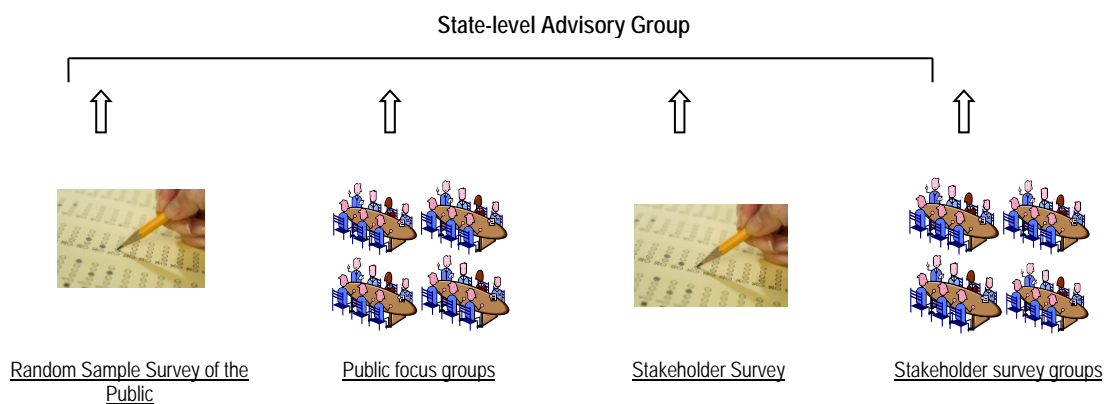 State-level Advisory Group
Random Sample Survey of the
Public
Public focus groups
Stakeholder Survey
Stakeholder survey groups